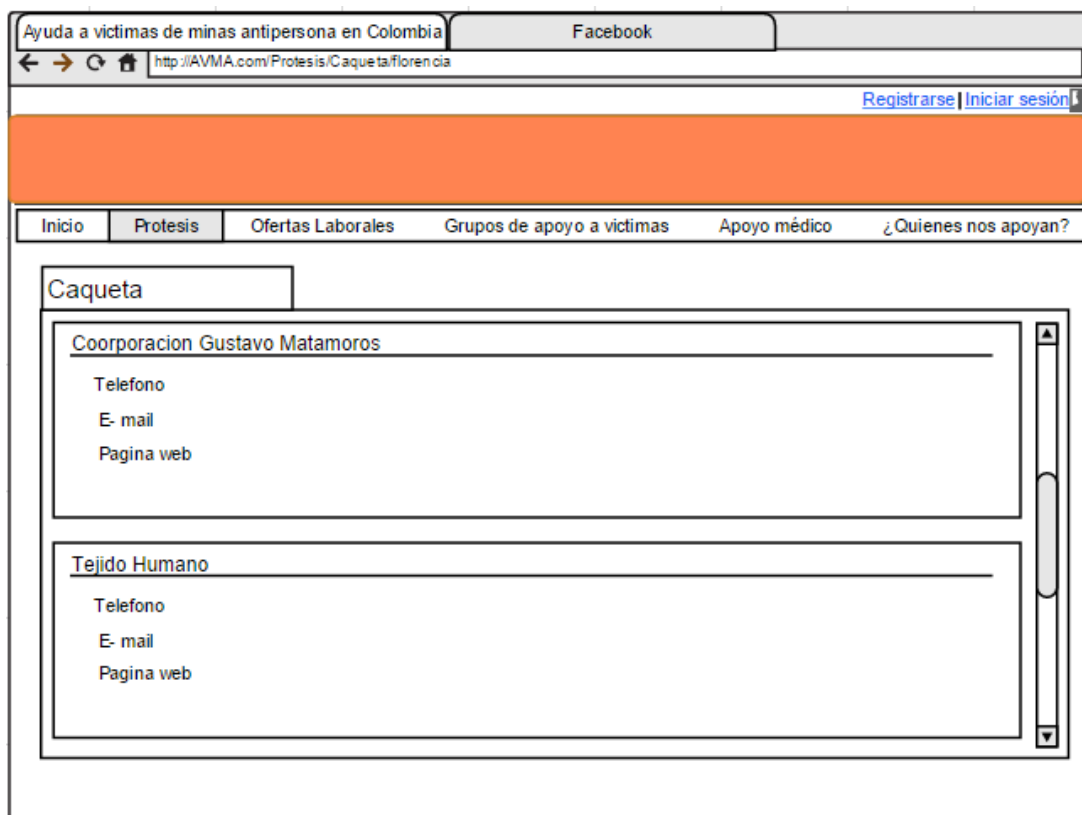 Ayuda a victimas de minas antipersona en Colombia Facebook
http://AVMA.com/Protesis/Caqueta/florencia
Registrarse | Iniciar sesión
Inicio Protesis Ofertas Laborales Grupos de apoyo a victimas Apoyo médico ¿Quienes nos apoyan?
Caqueta
Coorporacion Gustavo Matamoros
Telefono
E- mail
Pagina web
Tejido Humano
Telefono
E- mail
Pagina web